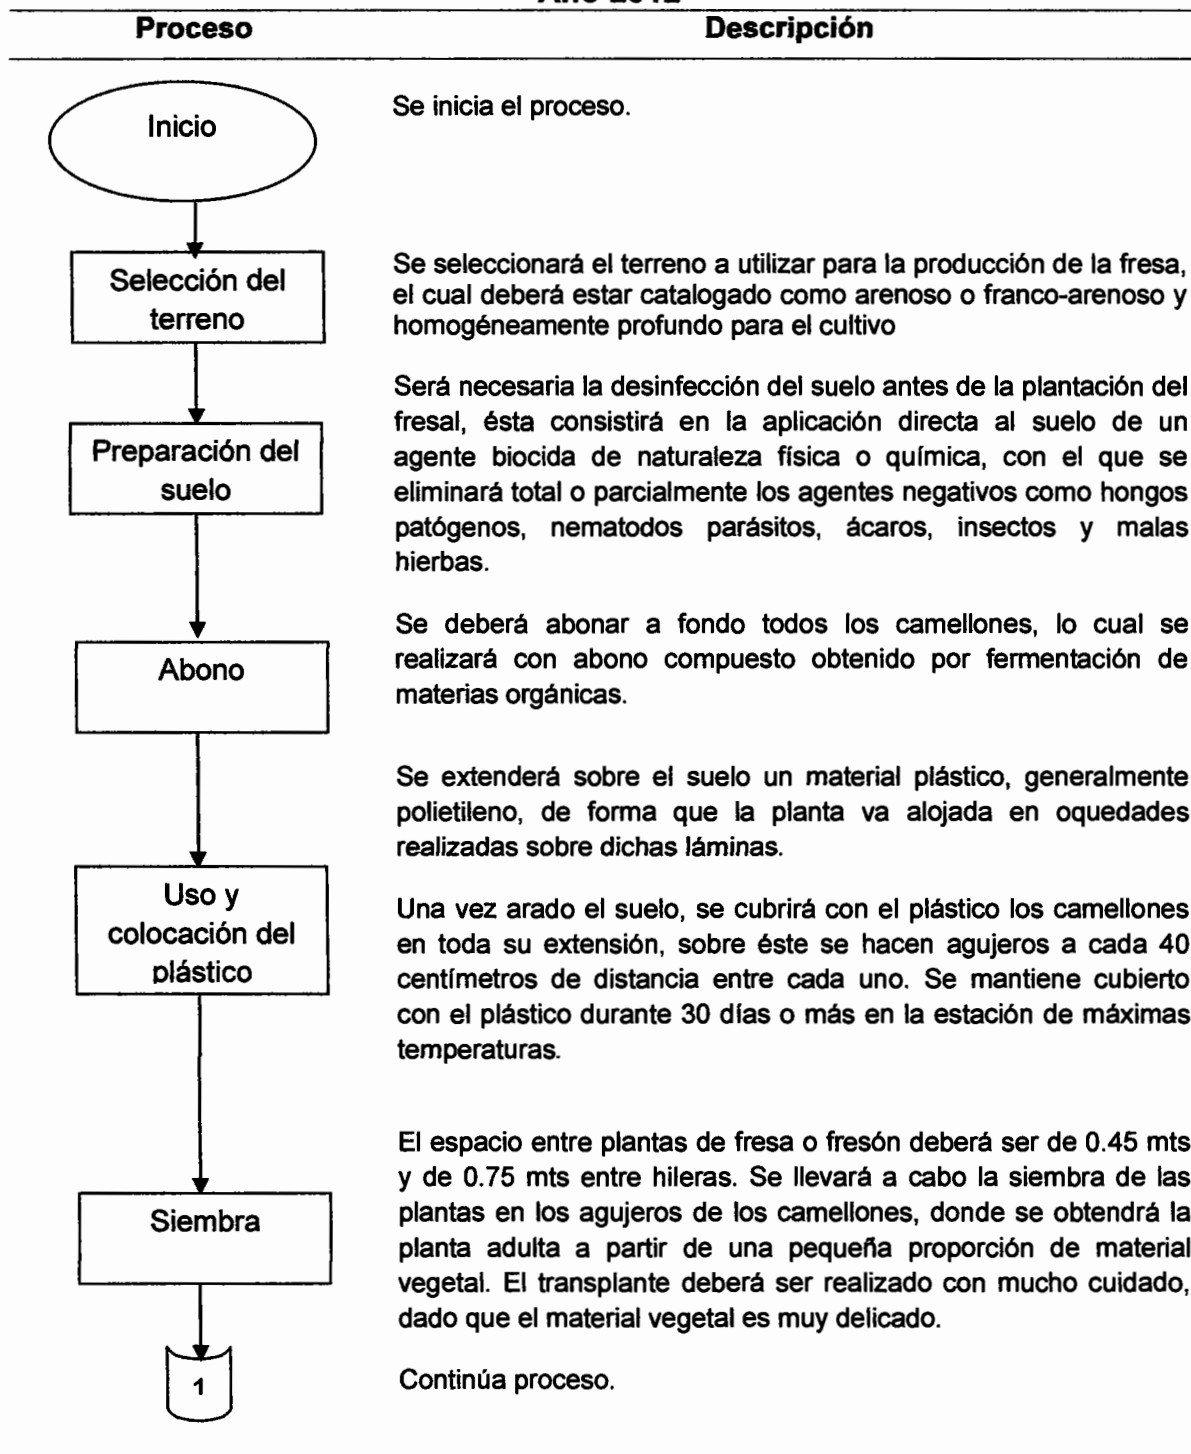 Proceso Descripción
Inicio
Se inicia el proceso.
Selección del
terreno
Se seleccionará el terreno a utilizar para la producción de la fresa,
el cual deberá estar catalogado como arenoso o franco-arenoso y
homogéneamente profundo para el cultivo
Preparación del
suelo
Será necesaria la desinfección del suelo antes de la plantación del
fresal, ésta consistirá en la aplicación directa al suelo de un
agente biocida de naturaleza física o química, con el que se
eliminará total o parcialmente los agentes negativos como hongos
patógenos, nematodos parásitos, ácaros, insectos y malas
hierbas.
Abono
Se deberá abonar a fondo todos los camellones, lo cual se
realizará con abono compuesto obtenido por fermentación de
materias orgánicas.
Se extenderá sobre el suelo un material plástico, generalmente
polietileno, de forma que la planta va alojada en oquedades
realizadas sobre dichas láminas.
Uso y
colocación del
plástico
Una vez arado el suelo, se cubrirá con el plástico los camellones
en toda su extensión, sobre éste se hacen agujeros a cada 40
centímetros de distancia entre cada uno. Se mantiene cubierto
con el plástico durante 30 días o más en la estación de máximas
temperaturas.
Siembra
El espacio entre plantas de fresa o fresón deberá ser de 0.45 mts
y de 0.75 mts entre hileras. Se llevará a cabo la siembra de las
plantas en los agujeros de los camellones, donde se obtendrá la
planta adulta a partir de una pequeña proporción de material
vegetal. El transplante deberá ser realizado con mucho cuidado,
dado que el material vegetal es muy delicado.
1
Continúa proceso.